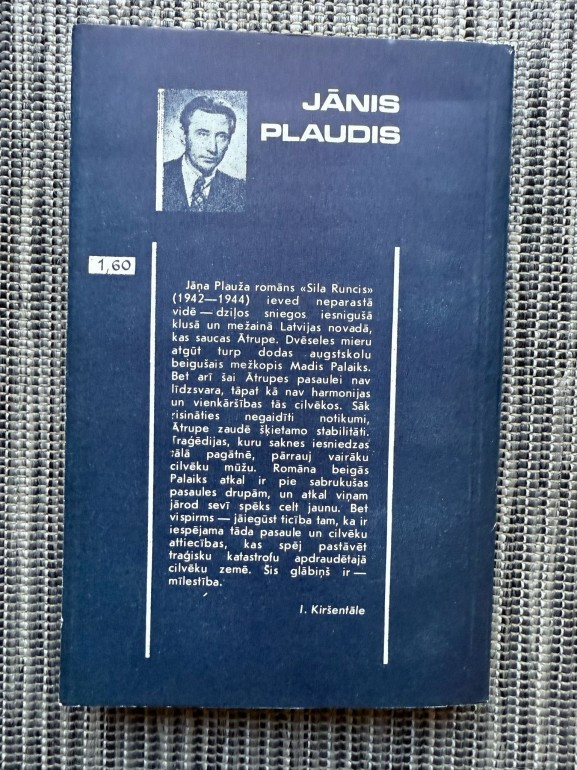 JĀNIS
PLAUDIS
1,60
Jāņa Plauža romāns «Sila Runcis»
(1942—1944) ieved neparastā
vidē — dziļos sniegos iesnigušā
klusā un mežainā Latvijas novadā,
kas saucas Ātrupe. Dvēseles mieru
atgūt turp dodas augstskolu
beigušais mežkopis Madis Palaiks.
Bet arī šai Ātrupes pasaulei nav
līdzsvara, tāpat kā nav harmonijas
un vienkāršības tās cilvēkos. Sāk
risināties negaidīti notikumi,
Ātrupe zaudē šķietamo stabilitāti.
Traģēdijas, kuru saknes iesniedzas
tālā pagātnē, pārrauj vairāku
cilvēku mūžu. Romāna beigās
Palaiks atkal ir pie sabrukušas
pasaules drupām, un atkal viņam
jārod sevī spēks celt jaunu. Bet
vispirms — jāiegūst ticība tam, ka ir
iespējama tāda pasaule un cilvēku
attiecības, kas spēj pastāvēt
traģisku katastrofu apdraudētajā
cilvēku zemē. Šis glābiņš ir —
mīlestība.
I. Kiršentāle